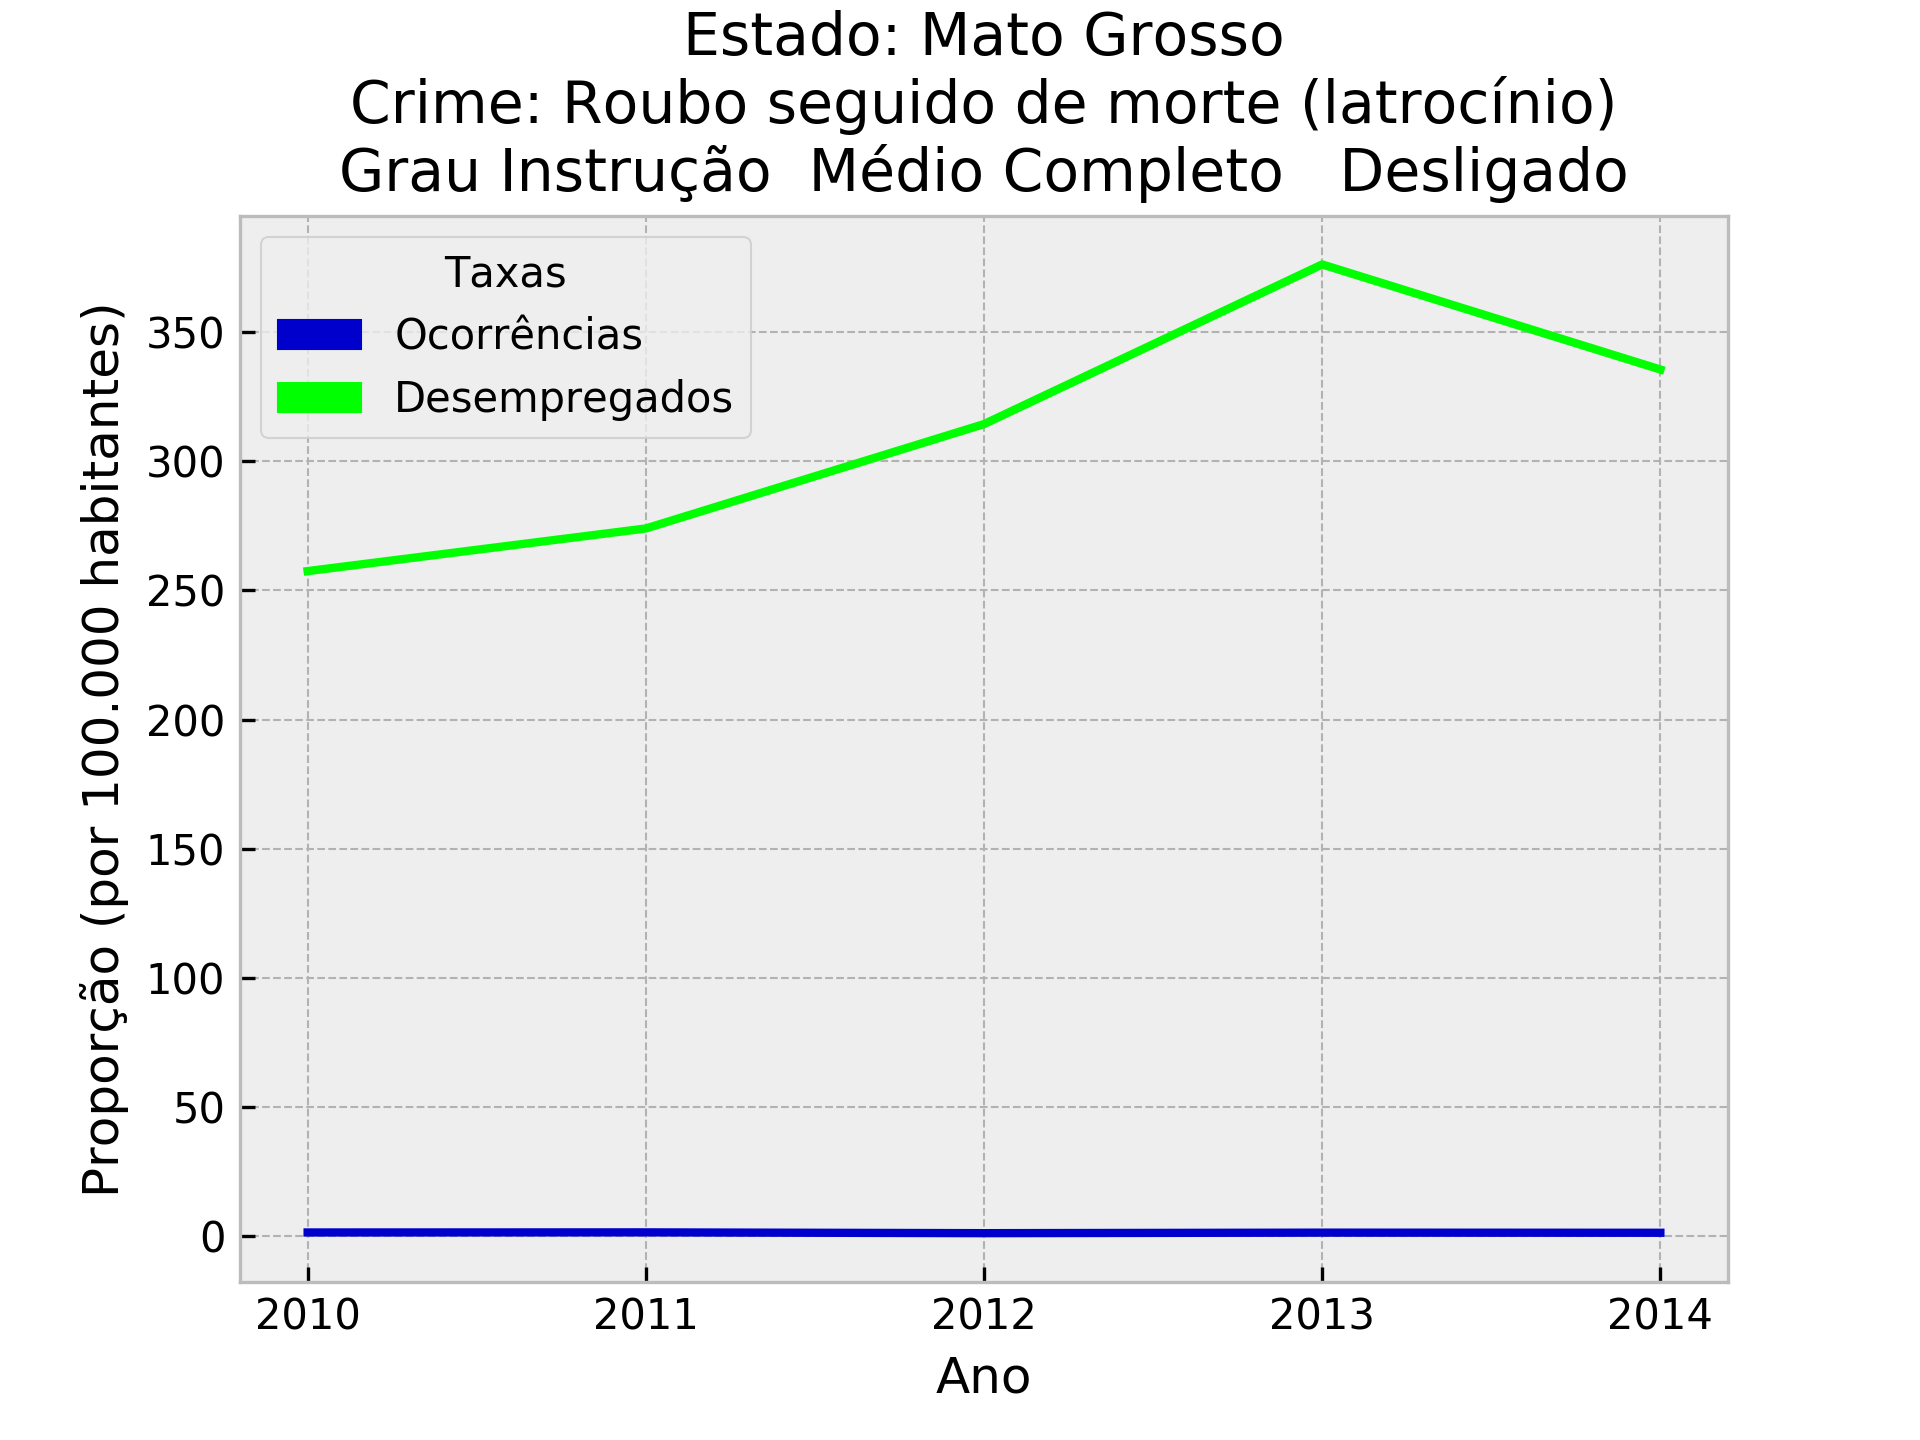 Estado: Mato Grosso
Crime: Roubo seguido de morte (latrocínio)
Grau Instrução  Médio Completo   Desligado
Taxas
Ocorrências
Desempregados
Proporção (por 100.000 habitantes)
350
300
250
200
150
100
50
0
2010 2011 2012 2013 2014
Ano